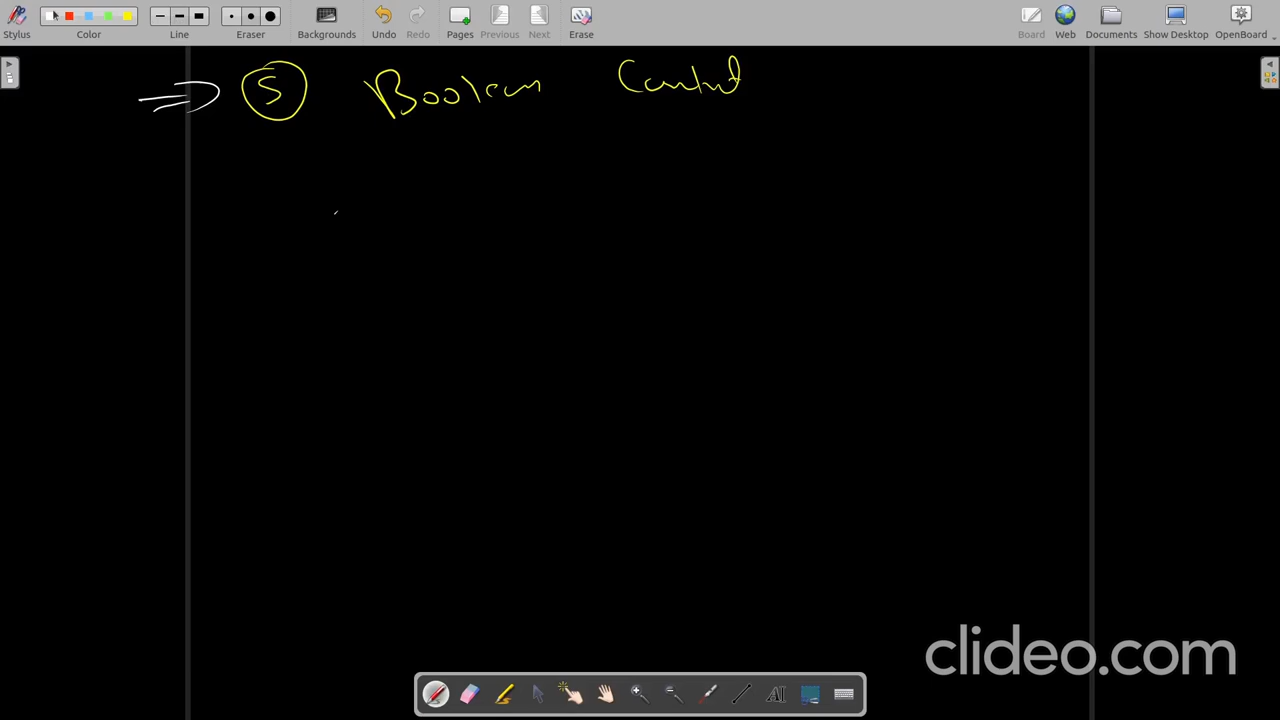 Stylus Color Line Eraser Backgrounds Undo Redo Pages Previous Next Erase Board Web Documents Show Desktop OpenBoard
⇒ 5 Boolean
AI
clideo.com